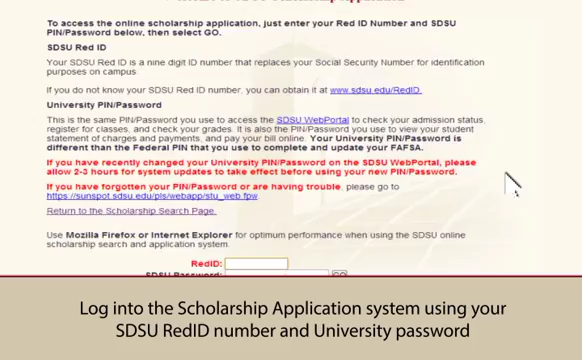 To access the online scholarship application, just enter your Red ID Number and SDSU
PIN/Password below, then select GO.
SDSU Red ID
Your SDSU Red ID is a nine digit ID number that replaces your Social Security Number for identification
purposes on campus
If you do not know your SDSU Red ID number, you can obtain it at www.sdsu.edu/REDID.
University PIN/Password
This is the same PIN/Password you use to access the SDSU WebPortal to check your admission status,
register for classes, and check your grades. It is also the PIN/Password you use to view your student
statement of charges and payments, and pay your bill online. Your University PIN/Password is
different than the Federal PIN that you use to complete and update your FAFSA.
If you have recently changed your University PIN/Password on the SDSU WebPortal, please
allow 2-3 hours for system updates to take effect before using your new PIN/Password.
If you have forgotten your PIN/Password or are having trouble, please go to
https://sunspot.sdsu.edu/pls/webapp/stu_web.fpw.
Return to the Scholarship Search Page.
Use Mozilla Firefox or Internet Explorer for optimum performance when using the SDSU online
scholarship search and application system.
RedID:
SDSU Password: GO
Log into the Scholarship Application system using your
SDSU RedID number and University password